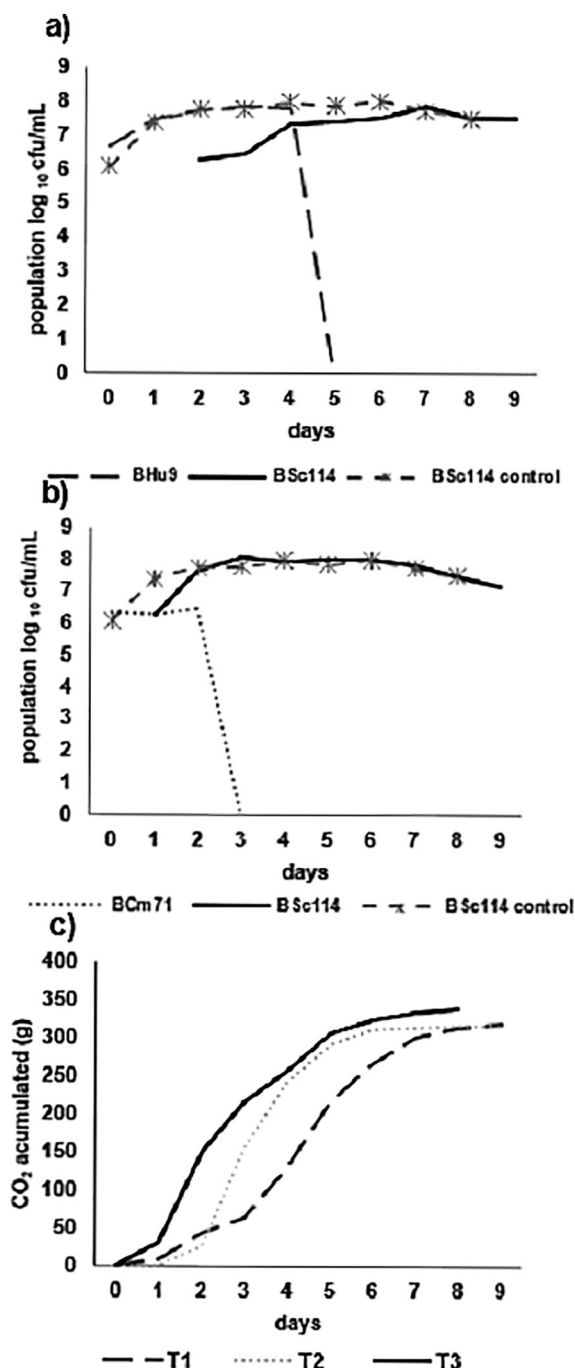 a)
9
8
7
6
5
4
3
2
1
0
population log 10 cfu/mL
0 1 2 3 4 5 6 7 8 9
days
BHu9 BSc114 BSc114 control
b)
9
8
7
6
5
4
3
2
1
0
population log 10 cfu/mL
0 1 2 3 4 5 6 7 8 9
days
BCm71 BSc114 BSc114 control
c)
400
350
300
250
200
150
100
50
0
CO₂ acumulated (g)
0 1 2 3 4 5 6 7 8 9
days
T1 T2 T3